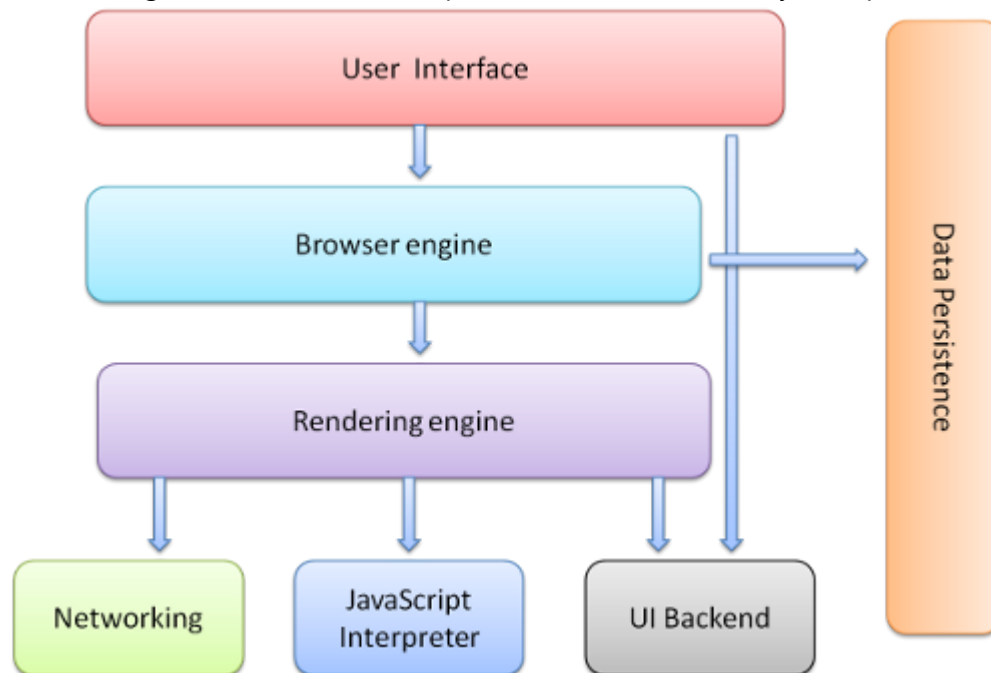 User Interface
Browser engine
Data Persistence
Rendering engine
Networking
JavaScript
Interpreter
UI Backend